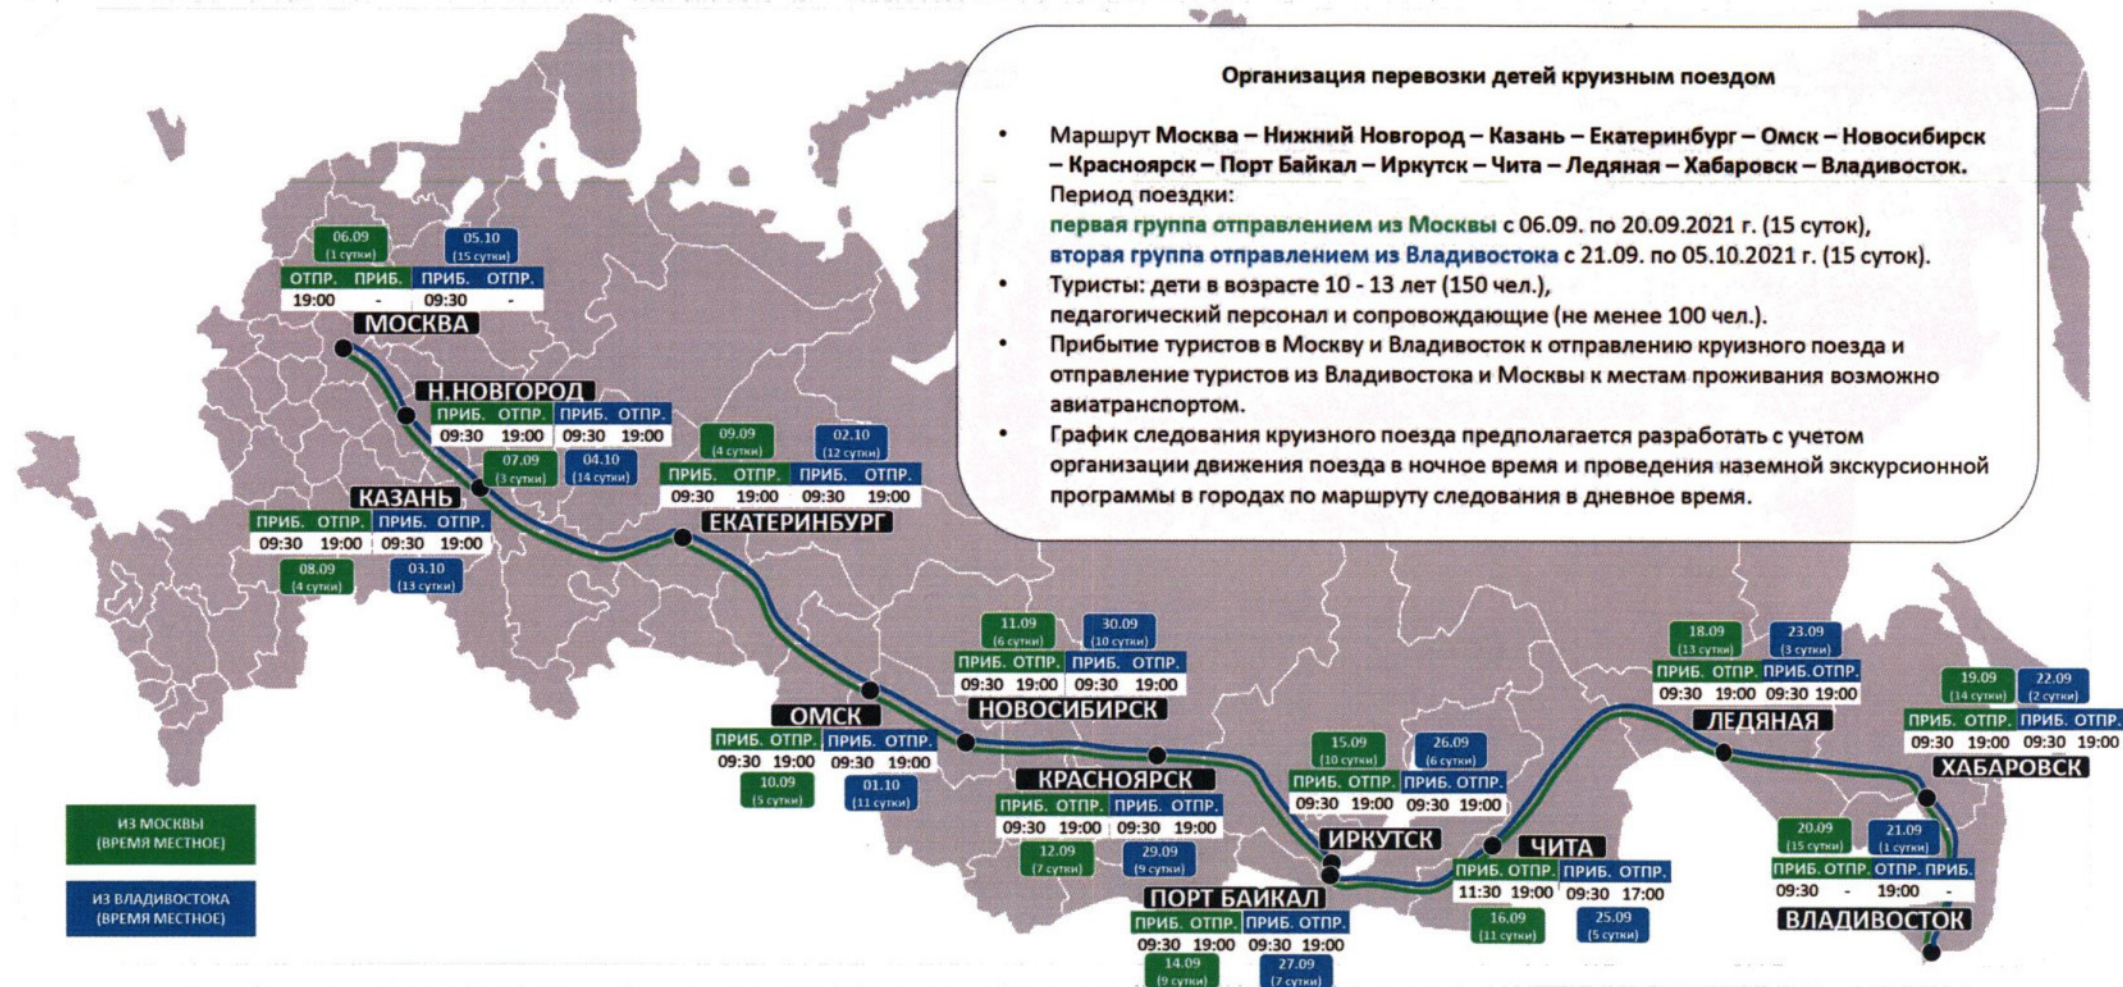 Организация перевозки детей круизным поездом
• Маршрут Москва – Нижний Новгород – Казань – Екатеринбург – Омск – Новосибирск
– Красноярск – Порт Байкал – Иркутск – Чита – Ледяная – Хабаровск – Владивосток.
Период поездки:
первая группа отправлением из Москвы с 06.09. по 20.09.2021 г. (15 суток),
вторая группа отправлением из Владивостока с 21.09. по 05.10.2021 г. (15 суток).
• Туристы: дети в возрасте 10 - 13 лет (150 чел.),
педагогический персонал и сопровождающие (не менее 100 чел.).
• Прибытие туристов в Москву и Владивосток к отправлению круизного поезда и
отправление туристов из Владивостока и Москвы к местам проживания возможно
авиатранспортом.
• График следования круизного поезда предполагается разработать с учетом
организации движения поезда в ночное время и проведения наземной экскурсионной
программы в городах по маршруту следования в дневное время.
06.09 05.10
(1 сутки) (15 сутки)
ОТПР. ПРИБ. ПРИБ. ОТПР.
19:00 - 09:30 -
МОСКВА
Н.НОВГОРОД
ПРИБ. ОТПР. ПРИБ. ОТПР.
09:30 19:00 09:30 19:00
07.09 04.10
(3 сутки) (14 сутки)
КАЗАНЬ
ПРИБ. ОТПР. ПРИБ. ОТПР.
09:30 19:00 09:30 19:00
08.09 03.10
(4 сутки) (13 сутки)
09.09 02.10
(4 сутки) (12 сутки)
ПРИБ. ОТПР. ПРИБ. ОТПР.
09:30 19:00 09:30 19:00
ЕКАТЕРИНБУРГ
ОМСК
ПРИБ. ОТПР. ПРИБ. ОТПР.
09:30 19:00 09:30 19:00
10.09 01.10
(5 сутки) (11 сутки)
11.09 30.09
(6 сутки) (10 сутки)
ПРИБ. ОТПР. ПРИБ. ОТПР.
09:30 19:00 09:30 19:00
НОВОСИБИРСК
КРАСНОЯРСК
ПРИБ. ОТПР. ПРИБ. ОТПР.
09:30 19:00 09:30 19:00
12.09 29.09
(7 сутки) (9 сутки)
ПОРТ БАЙКАЛ
ПРИБ. ОТПР. ПРИБ. ОТПР.
09:30 19:00 09:30 19:00
14.09 27.09
(9 сутки) (7 сутки)
15.09 26.09
(10 сутки) (6 сутки)
ПРИБ. ОТПР. ПРИБ. ОТПР.
09:30 19:00 09:30 19:00
ИРКУТСК
ЧИТА
ПРИБ. ОТПР. ПРИБ. ОТПР.
11:30 19:00 09:30 17:00
16.09 25.09
(11 сутки) (5 сутки)
18.09 23.09
(13 сутки) (3 сутки)
ПРИБ. ОТПР. ПРИБ. ОТПР.
09:30 19:00 09:30 19:00
ЛЕДЯНАЯ
19.09 22.09
(14 сутки) (2 сутки)
ПРИБ. ОТПР. ПРИБ. ОТПР.
09:30 19:00 09:30 19:00
ХАБАРОВСК
20.09 21.09
(15 сутки) (1 сутки)
ПРИБ. ОТПР. ОТПР. ПРИБ.
09:30 - 19:00 -
ВЛАДИВОСТОК
ИЗ МОСКВЫ
(ВРЕМЯ МЕСТНОЕ)
ИЗ ВЛАДИВОСТОКА
(ВРЕМЯ МЕСТНОЕ)